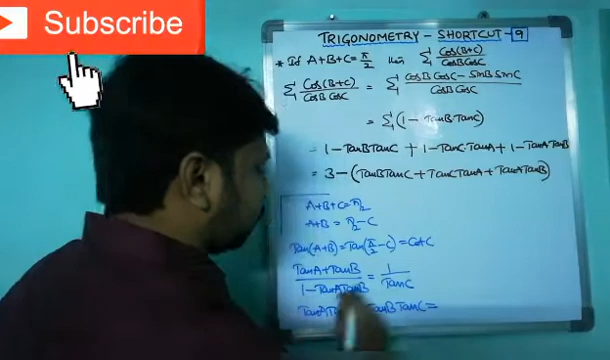 Subscribe
TRIGONOMETRY - SHORTCUT - 9
* If A+B+C = π/2 then Σ Cos(B+C)/CosB CosC
Σ Cos(B+C)/CosB CosC = Σ CosB CosC - SinB SinC/CosB CosC
= Σ(1 - TanB TanC)
= 1 - TanB TanC + 1 - TanC·TanA + 1 - TanA TanB
= 3 - (TanB TanC + TanC TanA + TanA TanB)
A+B+C = π/2
A+B = π/2 - C
Tan(A+B) = Tan(π/2 - C) = Cot C
TanA + TanB/1 - TanA TanB = 1/TanC
TanB TanC =